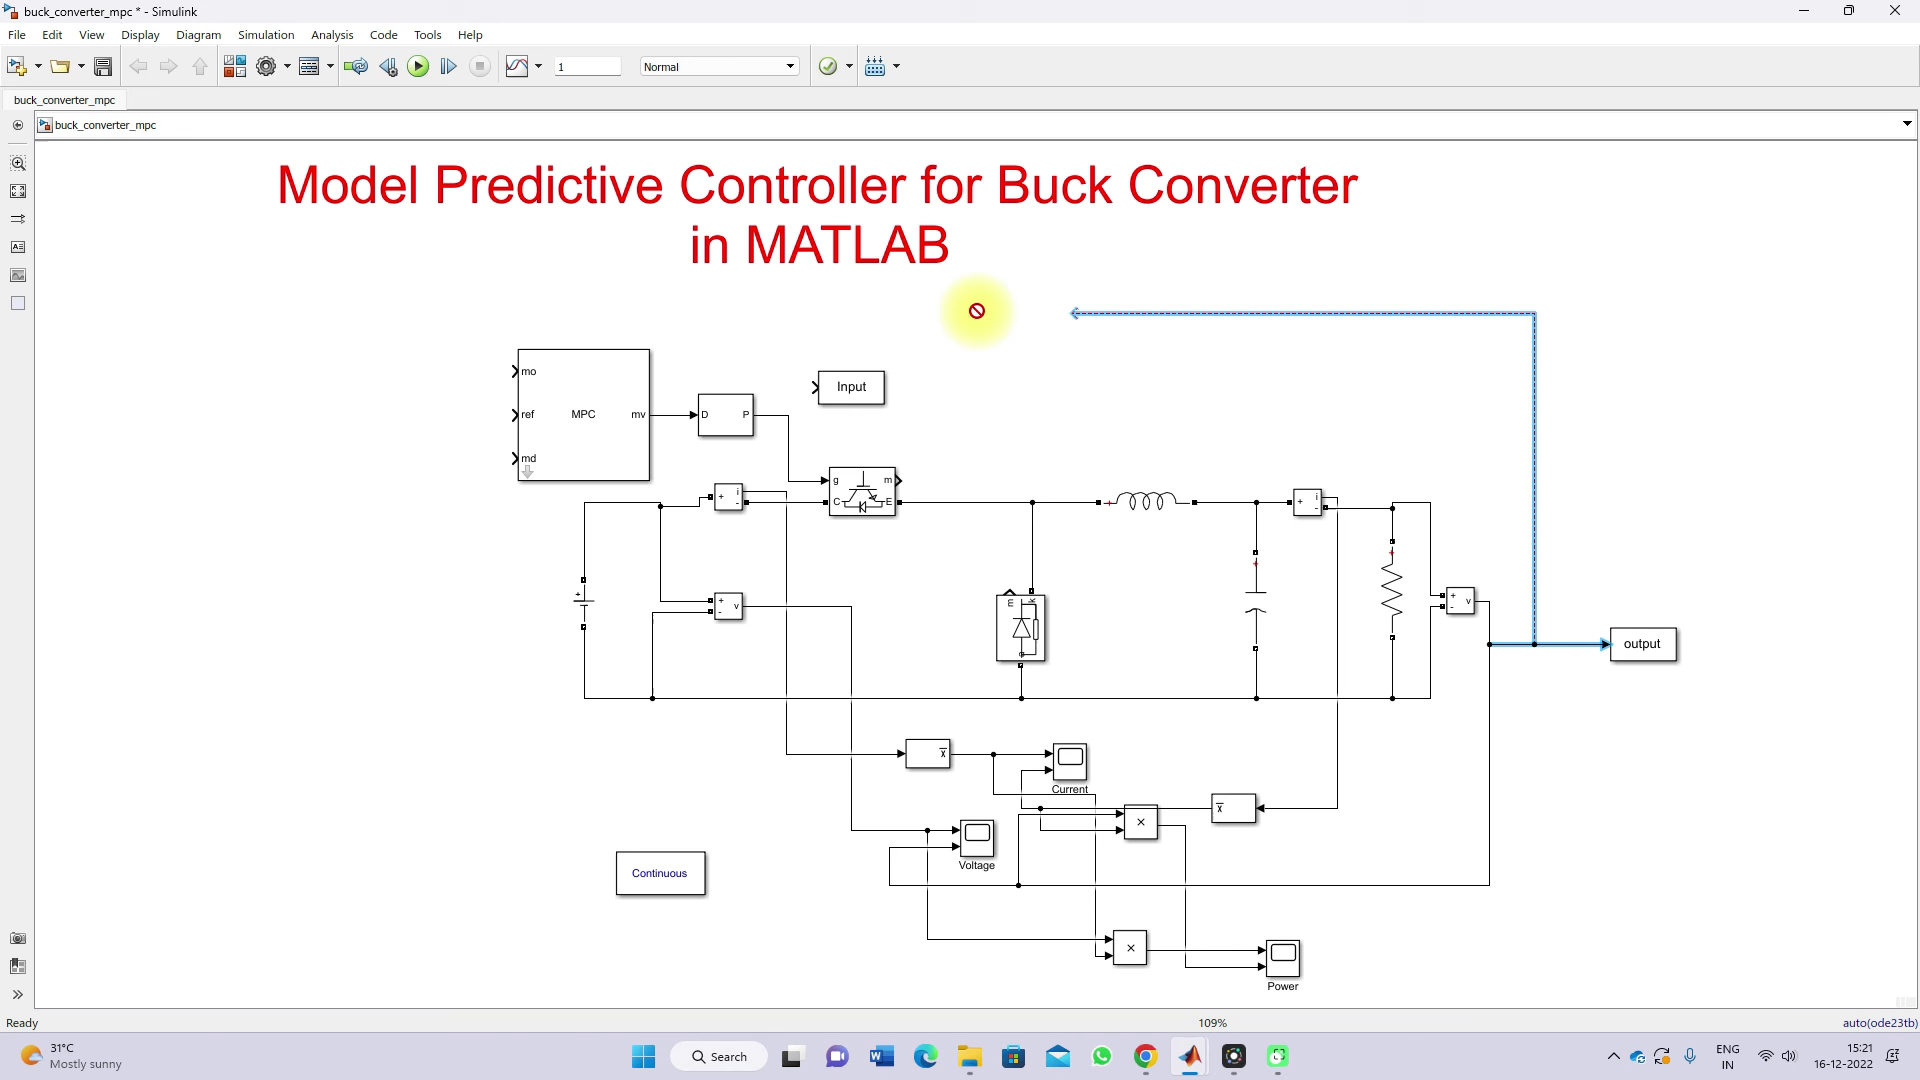 buck_converter_mpc * - Simulink
File Edit View Display Diagram Simulation Analysis Code Tools Help
1 Normal
buck_converter_mpc
buck_converter_mpc
Model Predictive Controller for Buck Converter
in MATLAB
mo
ref MPC mv
md
D P
Input
g m
C E
+ i
-
+ i
-
+ v
-
+ v
-
m k
a
output
x̄
Current
x̄
×
Voltage
Continuous
×
Power
Ready 109% auto(ode23tb)
31°C
Mostly sunny
Search
ENG
IN
15:21
16-12-2022